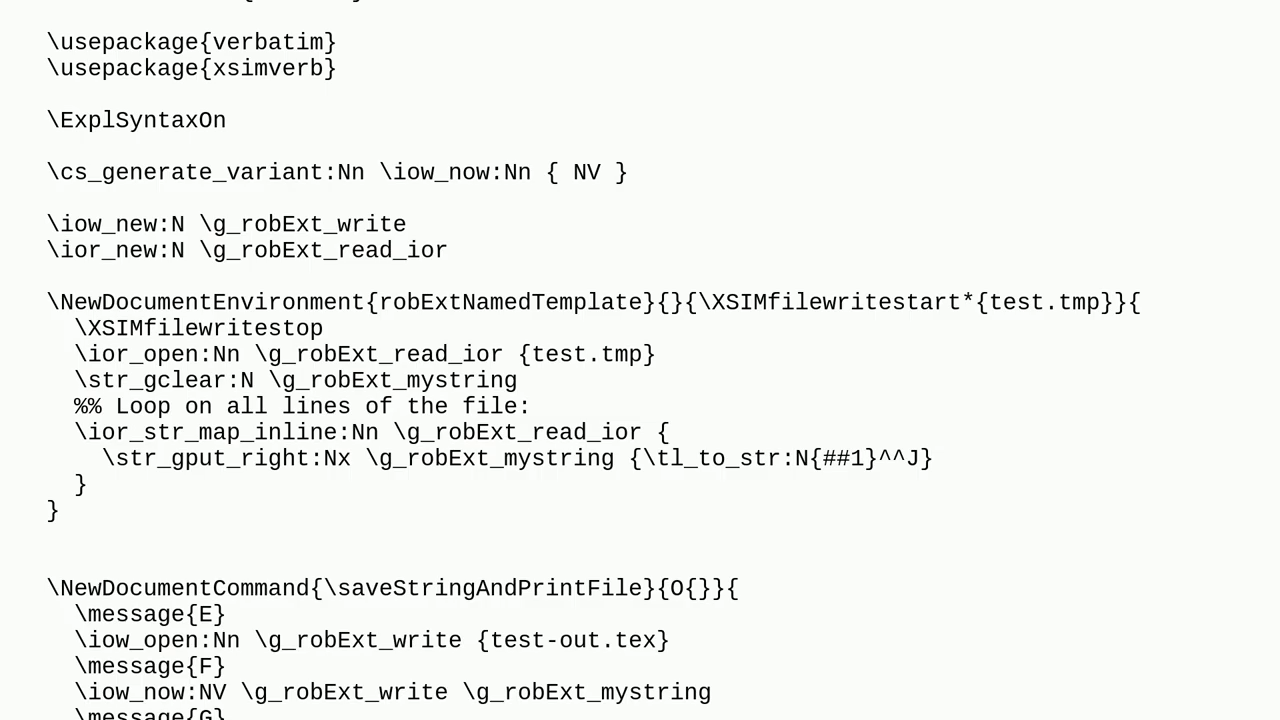 \usepackage{verbatim}
\usepackage{xsimverb}
\ExplSyntaxOn
\cs_generate_variant:Nn \iow_now:Nn { NV }
\iow_new:N \g_robExt_write
\ior_new:N \g_robExt_read_ior
\NewDocumentEnvironment{robExtNamedTemplate}{}{\XSIMfilewritestart*{test.tmp}}{
  \XSIMfilewritestop
  \ior_open:Nn \g_robExt_read_ior {test.tmp}
  \str_gclear:N \g_robExt_mystring
  %% Loop on all lines of the file:
  \ior_str_map_inline:Nn \g_robExt_read_ior {
    \str_gput_right:Nx \g_robExt_mystring {\tl_to_str:N{##1}^^J}
  }
}
\NewDocumentCommand{\saveStringAndPrintFile}{O{}}{
  \message{E}
  \iow_open:Nn \g_robExt_write {test-out.tex}
  \message{F}
  \iow_now:NV \g_robExt_write \g_robExt_mystring
  \message{G}